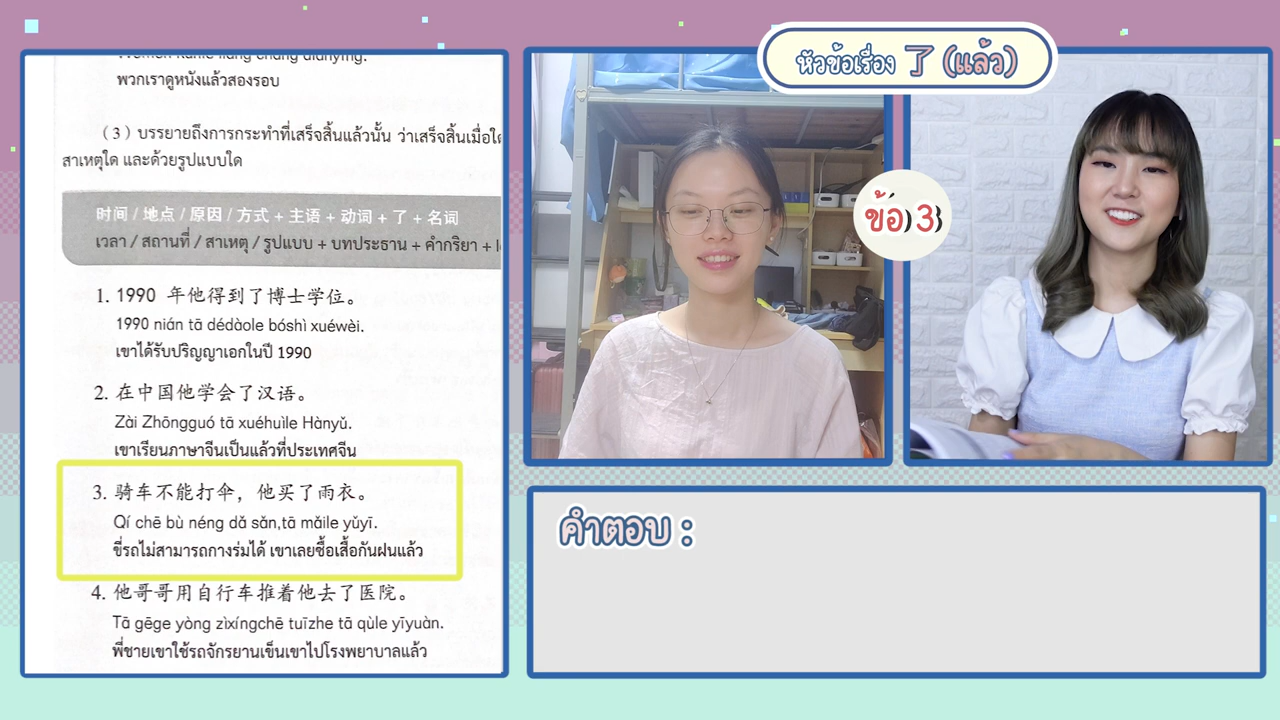 หัวข้อเรื่อง 了 (แล้ว)
พวกเราดูหนังแล้วสองรอบ
(3) บรรยายถึงการกระทำที่เสร็จสิ้นแล้วนั้น ว่าเสร็จสิ้นเมื่อ
สาเหตุใด และด้วยรูปแบบใด
时间 / 地点 / 原因 / 方式 + 主语 + 动词 + 了 + 名词
เวลา / สถานที่ / สาเหตุ / รูปแบบ + บทประธาน + คำกริยา +
1. 1990 年他得到了博士学位。
1990 nián tā dédàole bóshì xuéwèi.
เขาได้รับปริญญาเอกในปี 1990
2. 在中国他学会了汉语。
Zài Zhōngguó tā xuéhuìle Hànyǔ.
เขาเรียนภาษาจีนเป็นแล้วที่ประเทศจีน
3. 骑车不能打伞，他买了雨衣。
Qí chē bù néng dǎ sǎn,tā mǎile yǔyī.
ขี่รถไม่สามารถกางร่มได้ เขาเลยซื้อเสื้อกันฝนแล้ว
4. 他哥哥用自行车推着他去了医院。
Tā gēge yòng zìxíngchē tuīzhe tā qùle yīyuàn.
พี่ชายเขาใช้รถจักรยานเข็นเขาไปโรงพยาบาลแล้ว
ข้อ 3
คำตอบ :